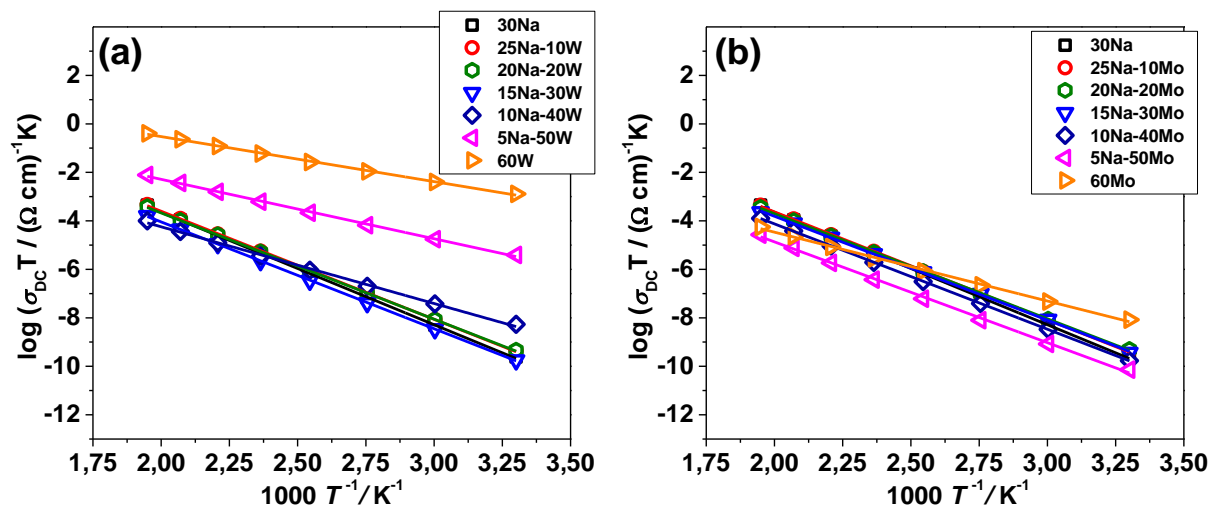 (a)
30Na
25Na-10W
20Na-20W
15Na-30W
10Na-40W
5Na-50W
60W
log (σDC T / (Ω cm)⁻¹K)
2
0
-2
-4
-6
-8
-10
-12
1,75 2,00 2,25 2,50 2,75 3,00 3,25 3,50
1000 T⁻¹/ K⁻¹
(b)
30Na
25Na-10Mo
20Na-20Mo
15Na-30Mo
10Na-40Mo
5Na-50Mo
60Mo
log (σDC T / (Ω cm)⁻¹K)
2
0
-2
-4
-6
-8
-10
-12
1,75 2,00 2,25 2,50 2,75 3,00 3,25 3,50
1000 T⁻¹/ K⁻¹